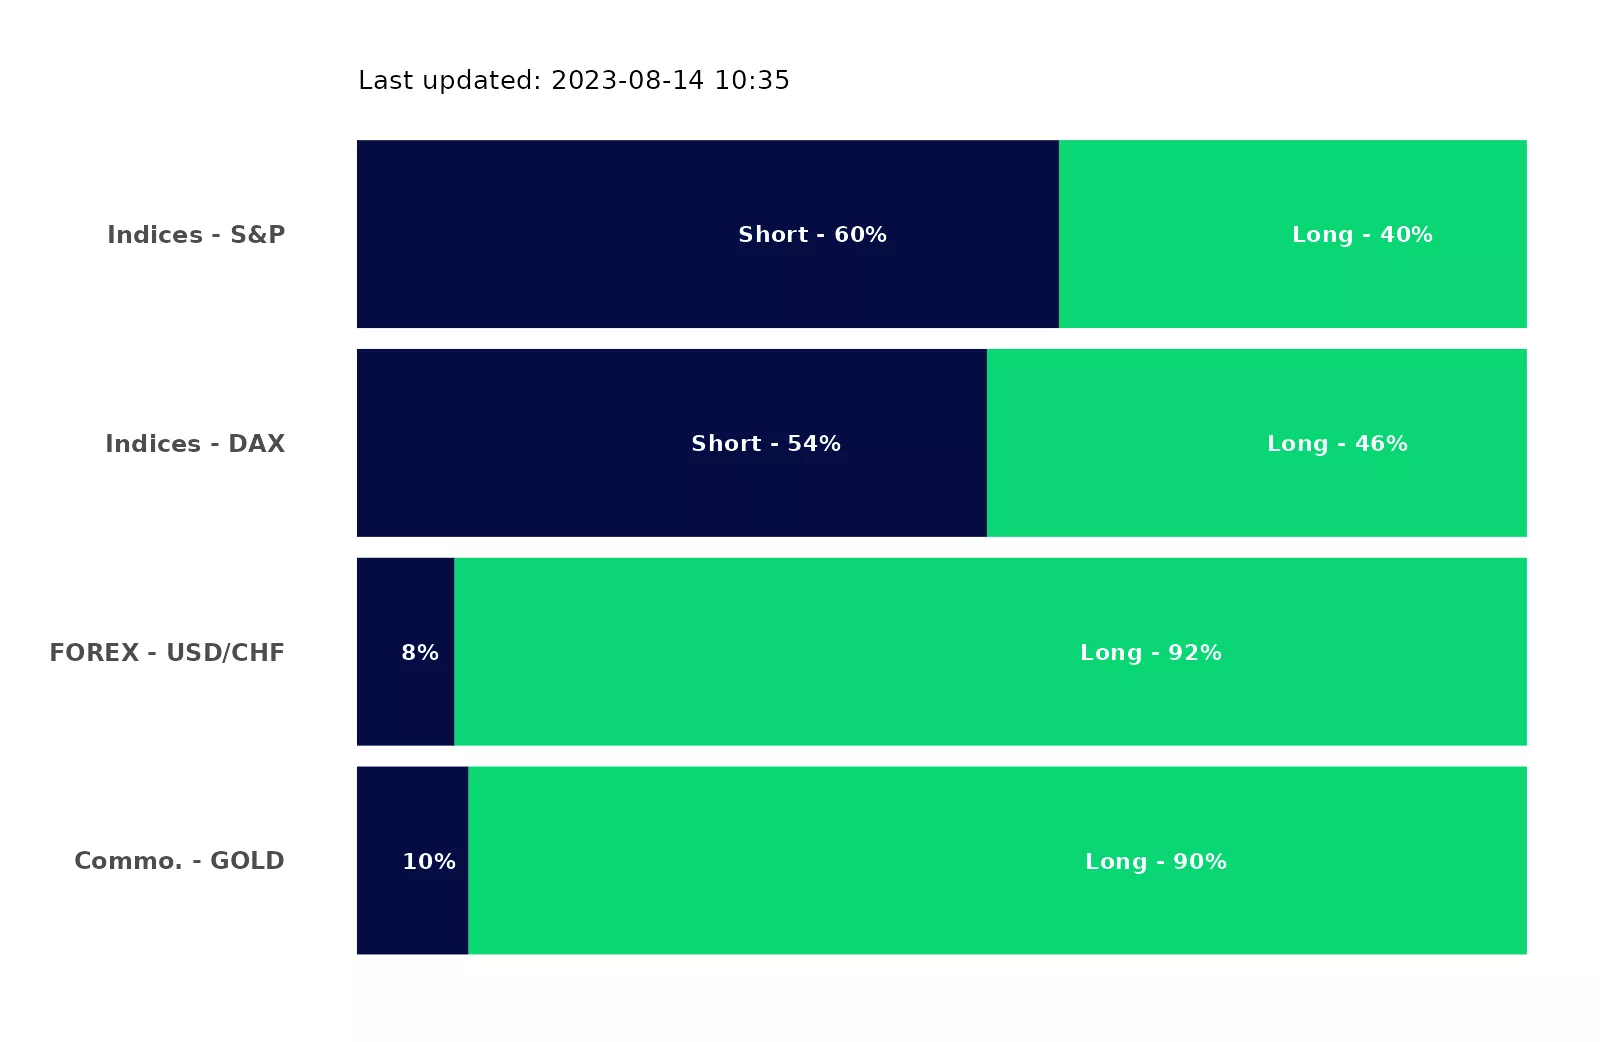 Last updated: 2023-08-14 10:35
Indices - S&P Short - 60% Long - 40%
Indices - DAX Short - 54% Long - 46%
FOREX - USD/CHF 8% Long - 92%
Commo. - GOLD 10% Long - 90%